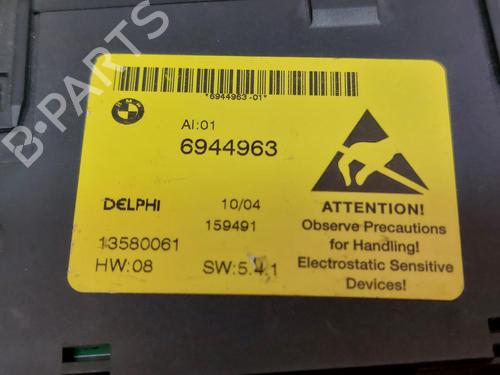 B-PARTS
*6944963-01*
BMW
AI:01
6944963
DELPHI 10/04
159491
13580061
HW:08 SW:5.4.1
ATTENTION!
Observe Precautions
for Handling!
Electrostatic Sensitive
Devices!